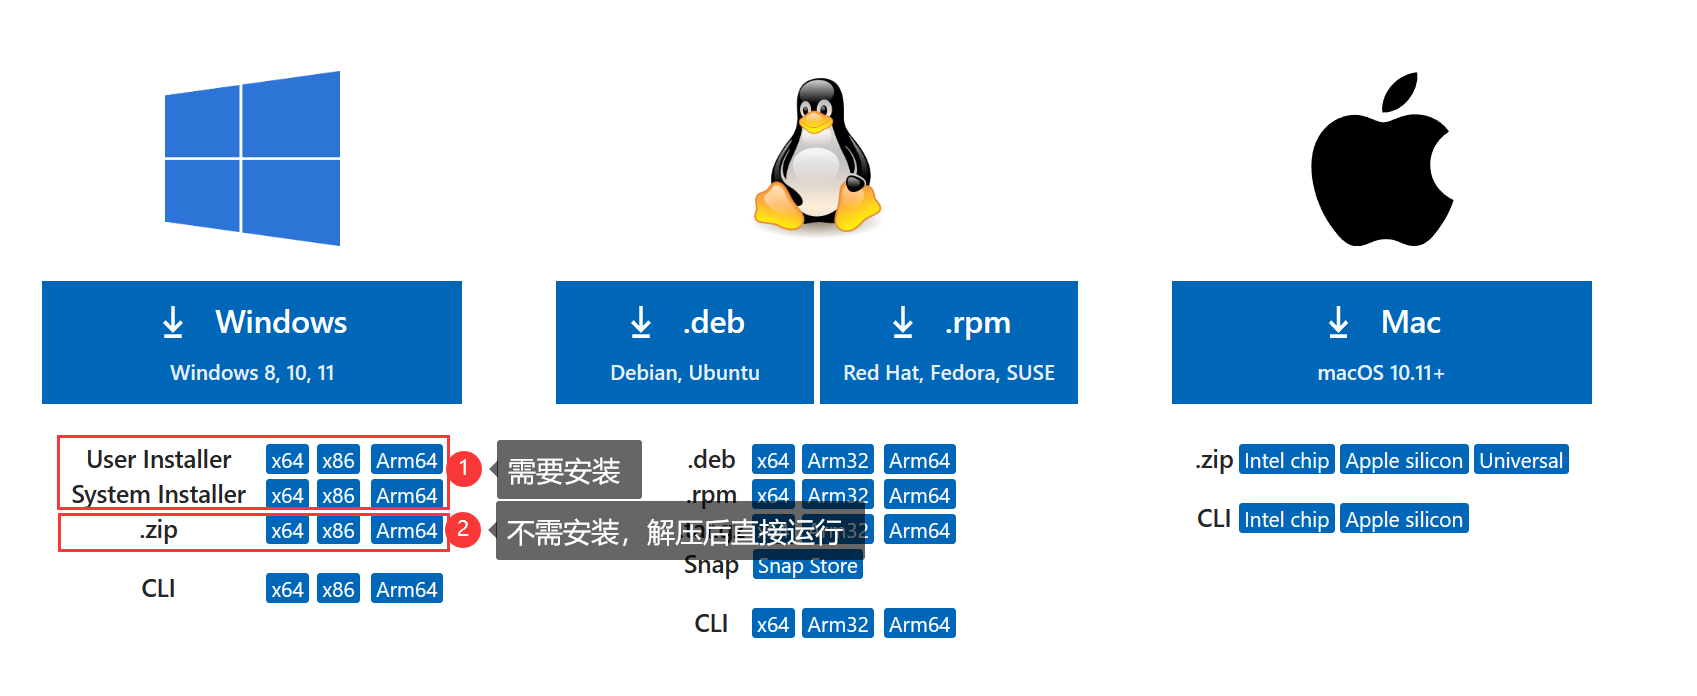 Windows
Windows 8, 10, 11
User Installer x64 x86 Arm64
System Installer x64 x86 Arm64
.zip x64 x86 Arm64
CLI x64 x86 Arm64
1 需要安装
2 不需安装，解压后直接运行
.deb
Debian, Ubuntu
.rpm
Red Hat, Fedora, SUSE
.deb x64 Arm32 Arm64
.rpm x64 Arm32 Arm64
Arm64
Snap Snap Store
CLI x64 Arm32 Arm64
Mac
macOS 10.11+
.zip Intel chip Apple silicon Universal
CLI Intel chip Apple silicon